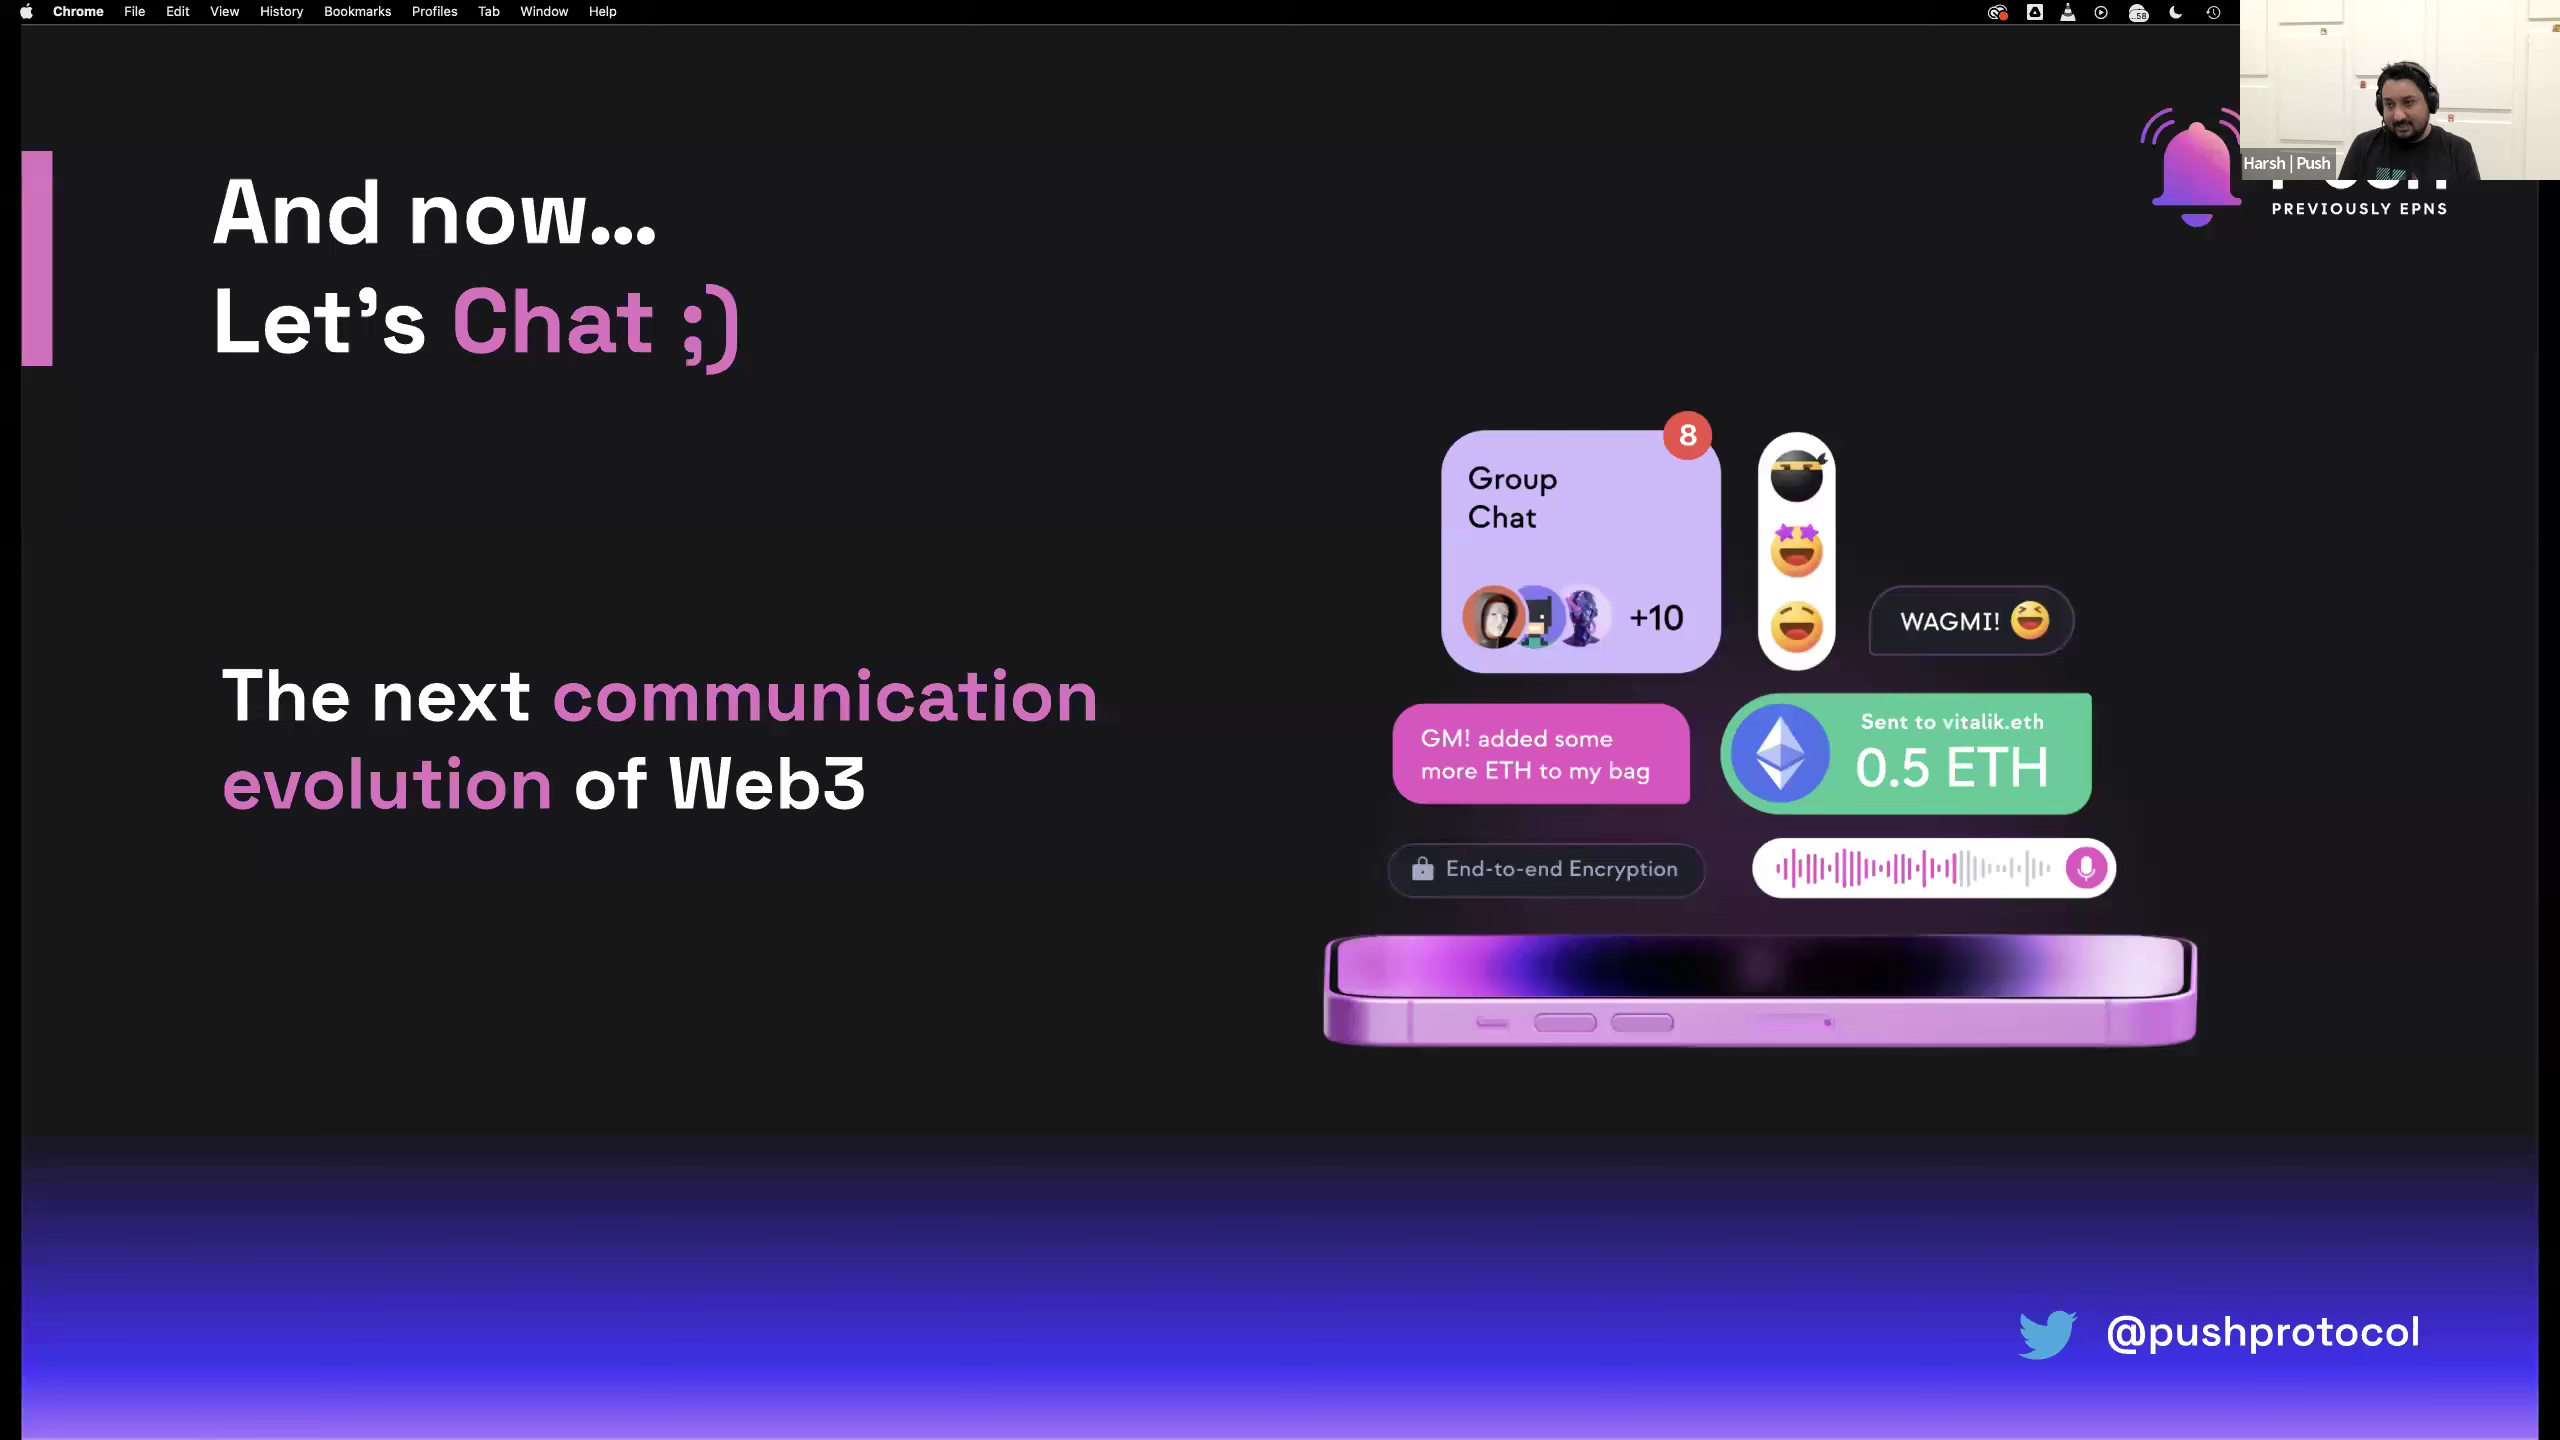 Chrome File Edit View History Bookmarks Profiles Tab Window Help
Harsh | Push
PREVIOUSLY EPNS
And now...
Let's Chat ;)
The next communication
evolution of Web3
8
Group
Chat
+10
WAGMI!
GM! added some
more ETH to my bag
Sent to vitalik.eth
0.5 ETH
End-to-end Encryption
@pushprotocol